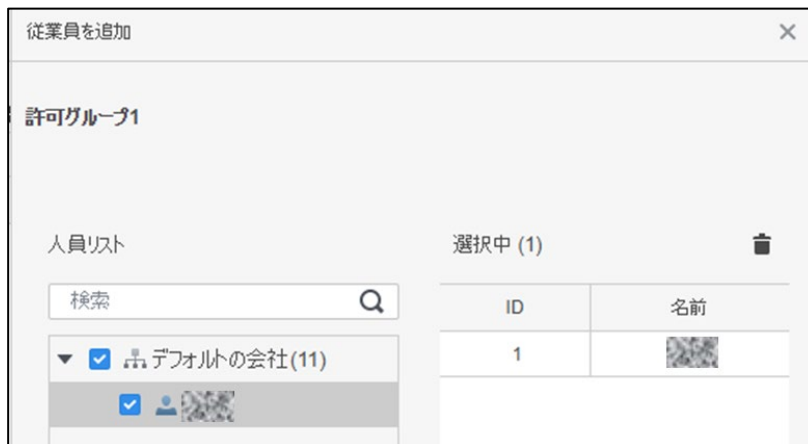 従業員を追加
許可グループ1
人員リスト
選択中 (1)
検索
ID
名前
デフォルトの会社(11)
1